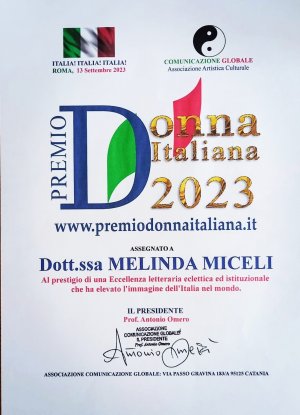 ITALIA! ITALIA! ITALIA!
ROMA, 13 Settembre 2023
COMUNICAZIONE GLOBALE
Associazione Artistica Culturale
PREMIO
Donna
Italiana
2023
www.premiodonnaitaliana.it
ASSEGNATO A
Dott.ssa MELINDA MICELI
Al prestigio di una Eccellenza letteraria eclettica ed istituzionale
che ha elevato l'immagine dell'Italia nel mondo.
IL PRESIDENTE
Prof. Antonio Omero
ASSOCIAZIONE
COMUNICAZIONE GLOBALE
IL PRESIDENTE
Prof. Antonio Omero
ASSOCIAZIONE COMUNICAZIONE GLOBALE: VIA PASSO GRAVINA 183/A 95125 CATANIA